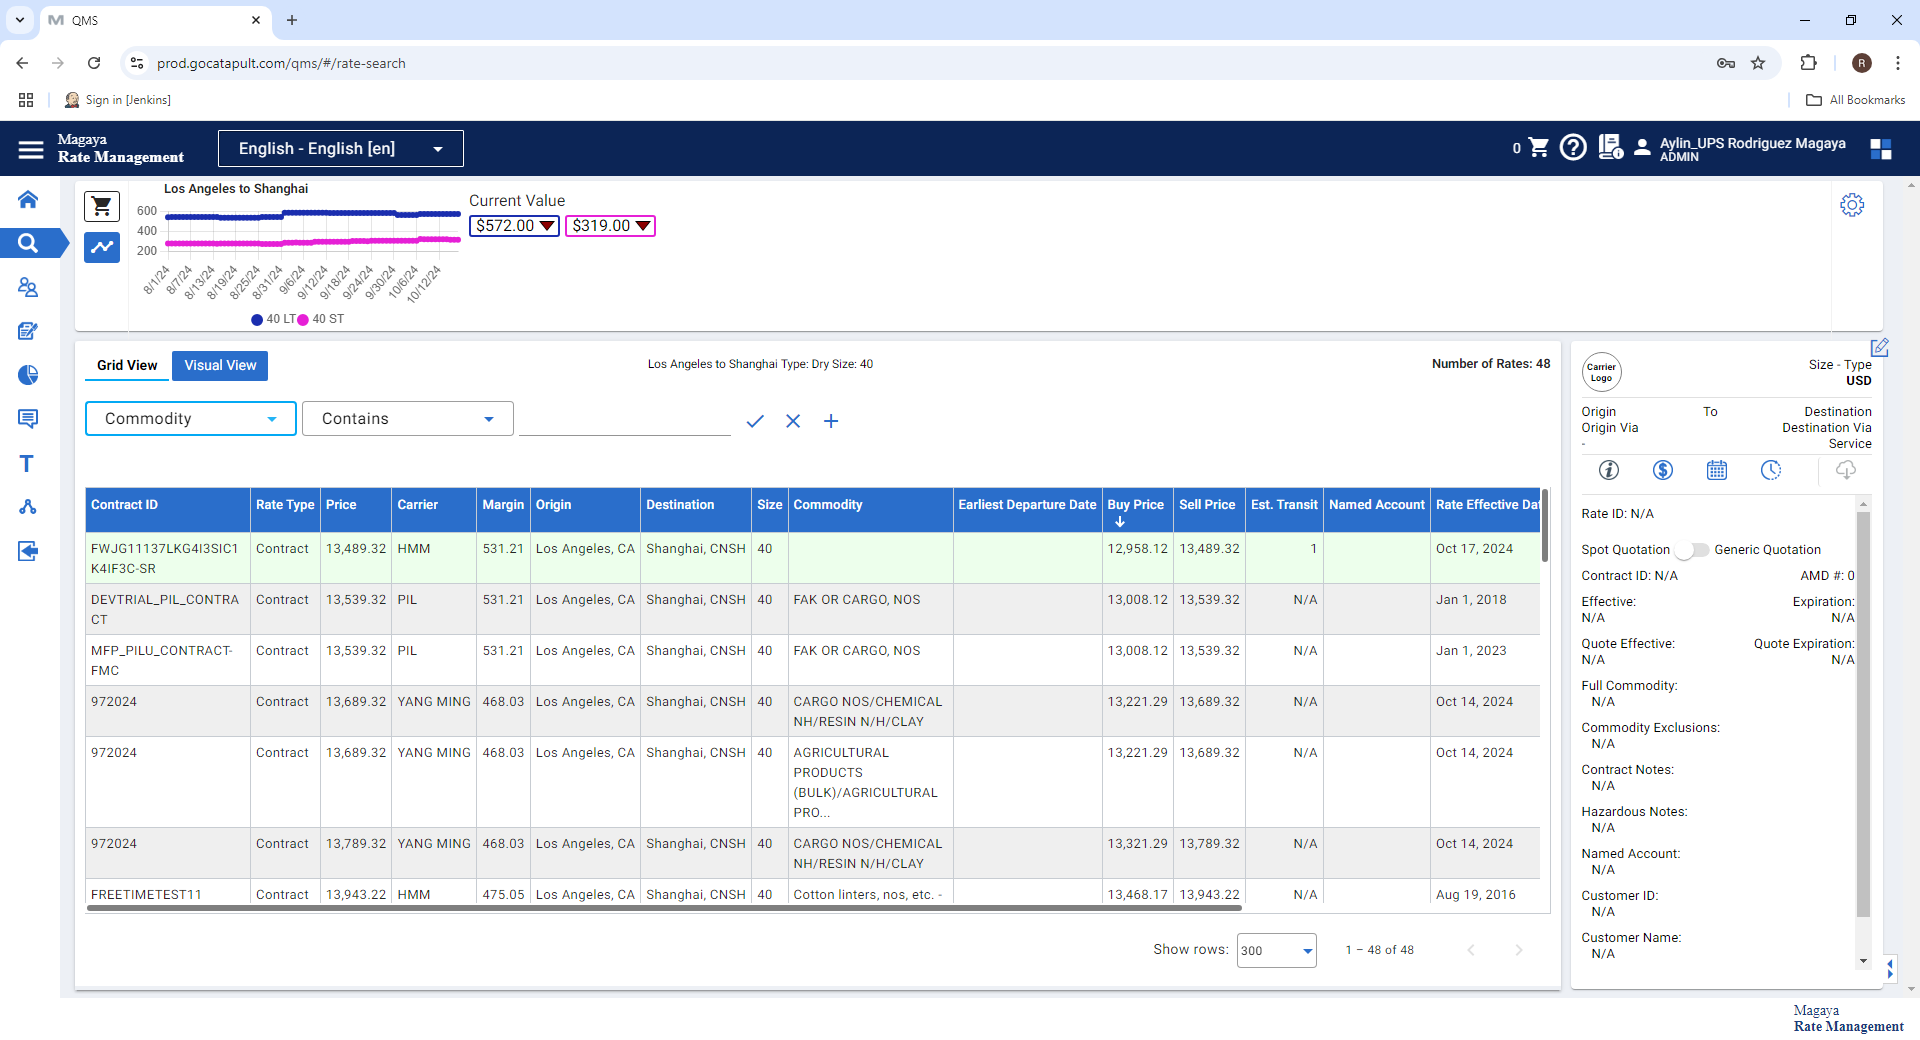 QMS
prod.gocatapult.com/qms/#/rate-search
R
Sign in [Jenkins]
All Bookmarks
Magaya
Rate Management
English - English [en]
0
Aylin_UPS Rodriguez Magaya
ADMIN
Los Angeles to Shanghai
600
400
200
8/1/24
8/7/24
8/13/24
8/19/24
8/25/24
8/31/24
9/6/24
9/12/24
9/18/24
9/24/24
9/30/24
10/6/24
10/12/24
40 LT
40 ST
Current Value
$572.00
$319.00
Grid View
Visual View
Los Angeles to Shanghai Type: Dry Size: 40
Number of Rates: 48
Commodity
Contains
Contract ID Rate Type Price Carrier Margin Origin Destination Size Commodity Earliest Departure Date Buy Price Sell Price Est. Transit Named Account Rate Effective Dat
FWJG11137LKG4I3SIC1 Contract 13,489.32 HMM 531.21 Los Angeles, CA Shanghai, CNSH 40 12,958.12 13,489.32 1 Oct 17, 2024
K4IF3C-SR
DEVTRIAL_PIL_CONTRA Contract 13,539.32 PIL 531.21 Los Angeles, CA Shanghai, CNSH 40 FAK OR CARGO, NOS 13,008.12 13,539.32 N/A Jan 1, 2018
CT
MFP_PILU_CONTRACT- Contract 13,539.32 PIL 531.21 Los Angeles, CA Shanghai, CNSH 40 FAK OR CARGO, NOS 13,008.12 13,539.32 N/A Jan 1, 2023
FMC
972024 Contract 13,689.32 YANG MING 468.03 Los Angeles, CA Shanghai, CNSH 40 CARGO NOS/CHEMICAL 13,221.29 13,689.32 N/A Oct 14, 2024
NH/RESIN N/H/CLAY
972024 Contract 13,689.32 YANG MING 468.03 Los Angeles, CA Shanghai, CNSH 40 AGRICULTURAL 13,221.29 13,689.32 N/A Oct 14, 2024
PRODUCTS
(BULK)/AGRICULTURAL
PRO...
972024 Contract 13,789.32 YANG MING 468.03 Los Angeles, CA Shanghai, CNSH 40 CARGO NOS/CHEMICAL 13,321.29 13,789.32 N/A Oct 14, 2024
NH/RESIN N/H/CLAY
FREETIMETEST11 Contract 13,943.22 HMM 475.05 Los Angeles, CA Shanghai, CNSH 40 Cotton linters, nos, etc. - 13,468.17 13,943.22 N/A Aug 19, 2016
Show rows: 300 1 – 48 of 48
Carrier
Logo
Size - Type
USD
Origin To Destination
Origin Via Destination Via
- Service
Rate ID: N/A
Spot Quotation Generic Quotation
Contract ID: N/A AMD #: 0
Effective: Expiration:
N/A N/A
Quote Effective: Quote Expiration:
N/A N/A
Full Commodity:
N/A
Commodity Exclusions:
N/A
Contract Notes:
N/A
Hazardous Notes:
N/A
Named Account:
N/A
Customer ID:
N/A
Customer Name:
N/A
Magaya
Rate Management